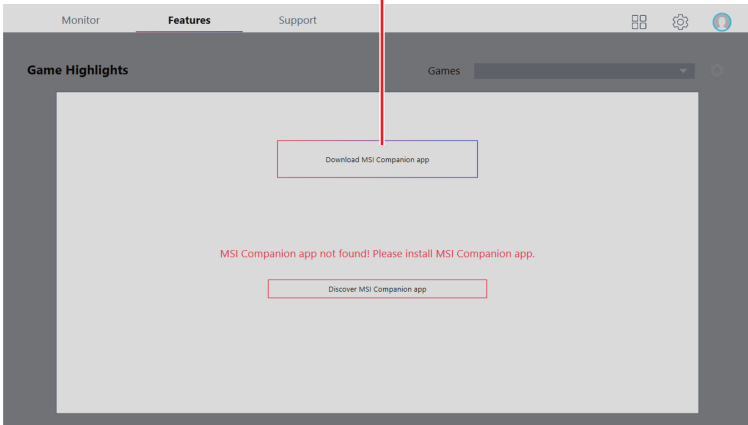 Monitor Features Support
Game Highlights Games
Download MSI Companion app
MSI Companion app not found! Please install MSI Companion app.
Discover MSI Companion app